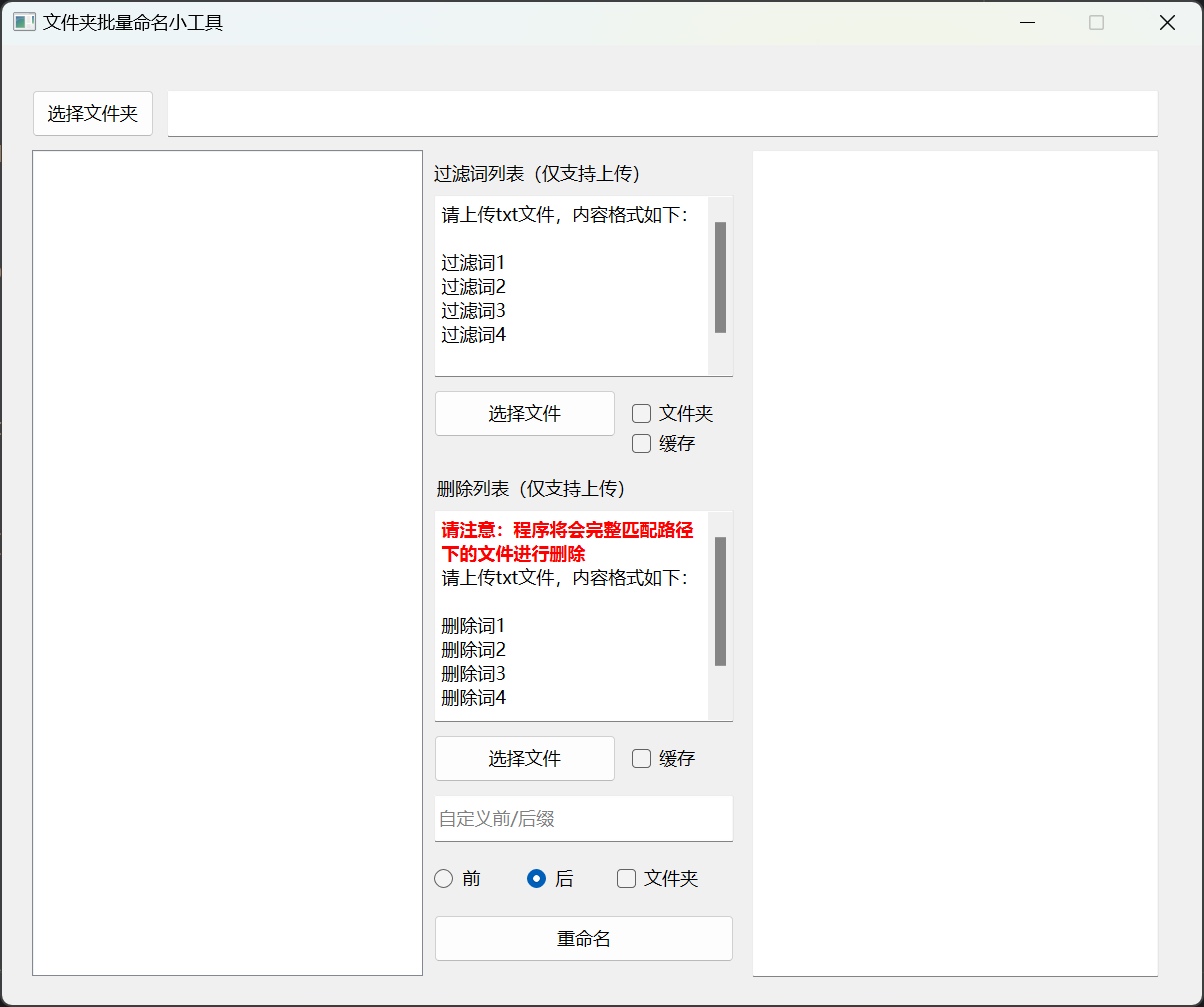 文件夹批量命名小工具
选择文件夹
过滤词列表（仅支持上传）
请上传txt文件，内容格式如下：
过滤词1
过滤词2
过滤词3
过滤词4
选择文件
文件夹
缓存
删除列表（仅支持上传）
请注意：程序将会完整匹配路径
下的文件进行删除
请上传txt文件，内容格式如下：
删除词1
删除词2
删除词3
删除词4
选择文件
缓存
自定义前/后缀
前
后
文件夹
重命名